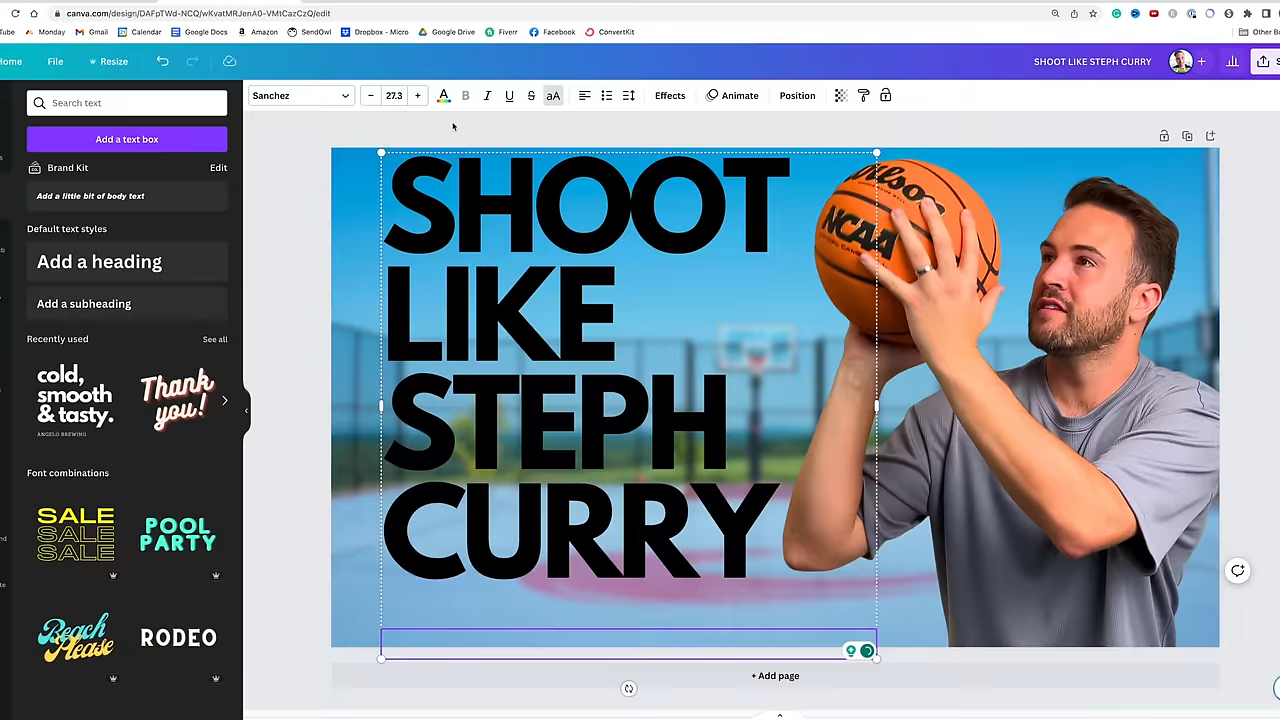 canva.com/design/DAFpTWd-NCQ/wKvatMRJenA0-VMtCazCzQ/edit
Tube Monday Gmail Calendar Google Docs Amazon SendOwl Dropbox - Micro Google Drive Fiverr Facebook ConvertKit Other Bo
Home File Resize SHOOT LIKE STEPH CURRY
Search text
Sanchez
27.3
aA
Effects
Animate
Position
Add a text box
Brand Kit Edit
Add a little bit of body text
Default text styles
Add a heading
Add a subheading
Recently used See all
cold,
smooth
& tasty.
ANGELO BREWING
Thank
you!
Font combinations
SALE
SALE
SALE
POOL
PARTY
Beach
Please
RODEO
SHOOT
LIKE
STEPH
CURRY
Wilson
NCAA
+ Add page